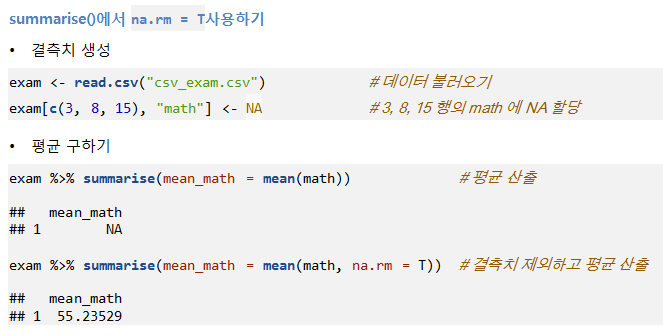 summarise()에서 na.rm = T사용하기
• 결측치 생성
exam <- read.csv("csv_exam.csv") # 데이터 불러오기
exam[c(3, 8, 15), "math"] <- NA # 3, 8, 15 행의 math 에 NA 할당
• 평균 구하기
exam %>% summarise(mean_math = mean(math)) # 평균 산출
## mean_math
## 1 NA
exam %>% summarise(mean_math = mean(math, na.rm = T)) # 결측치 제외하고 평균 산출
## mean_math
## 1 55.23529